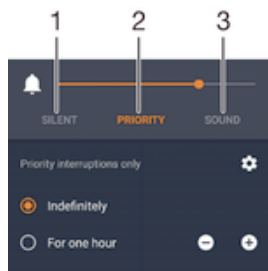 1 2 3
SILENT PRIORITY SOUND
Priority interruptions only
Indefinitely
For one hour